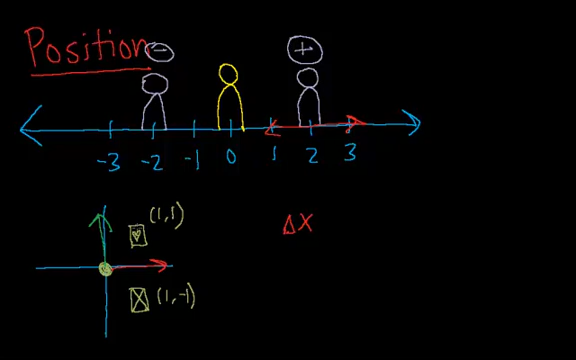 Position
-
+
-3 -2 -1 0 1 2 3
(1,1)
ΔX
(1,-1)